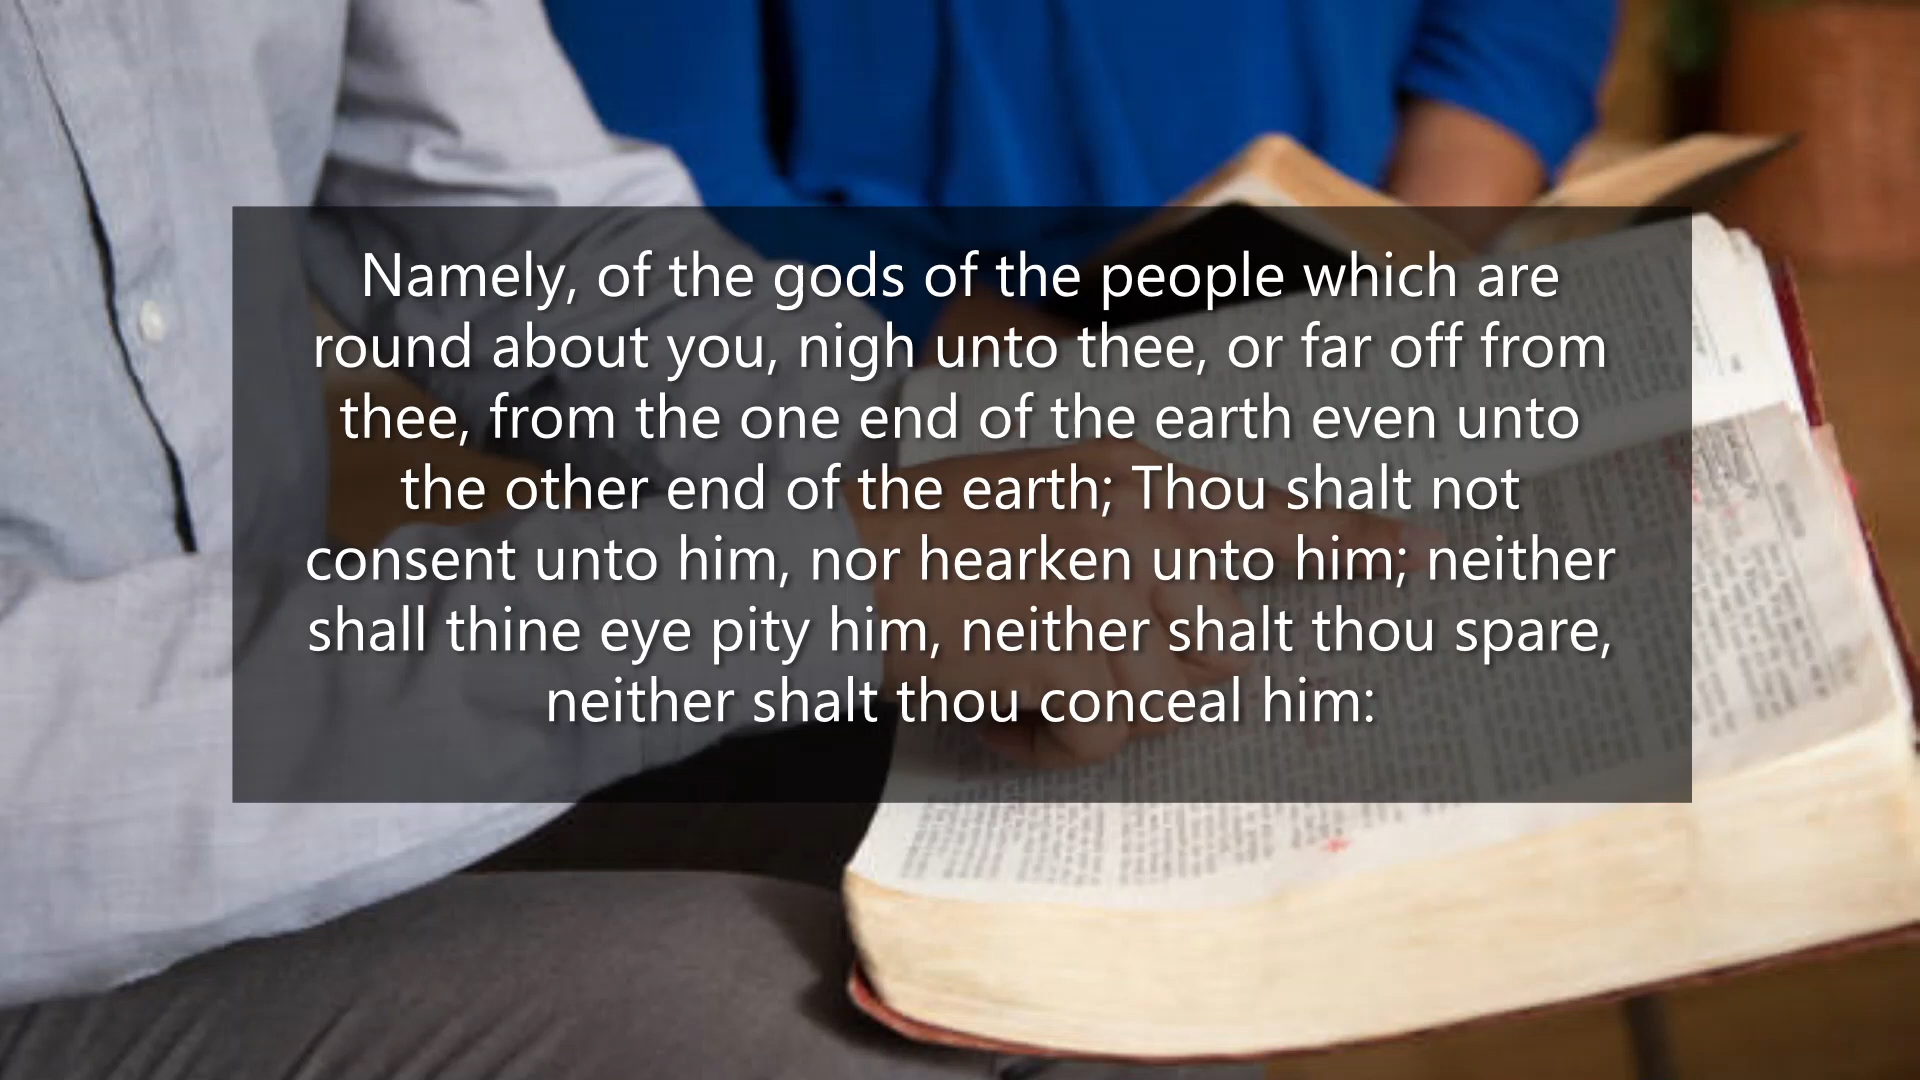 Namely, of the gods of the people which are
round about you, nigh unto thee, or far off from
thee, from the one end of the earth even unto
the other end of the earth; Thou shalt not
consent unto him, nor hearken unto him; neither
shall thine eye pity him, neither shalt thou spare,
neither shalt thou conceal him: